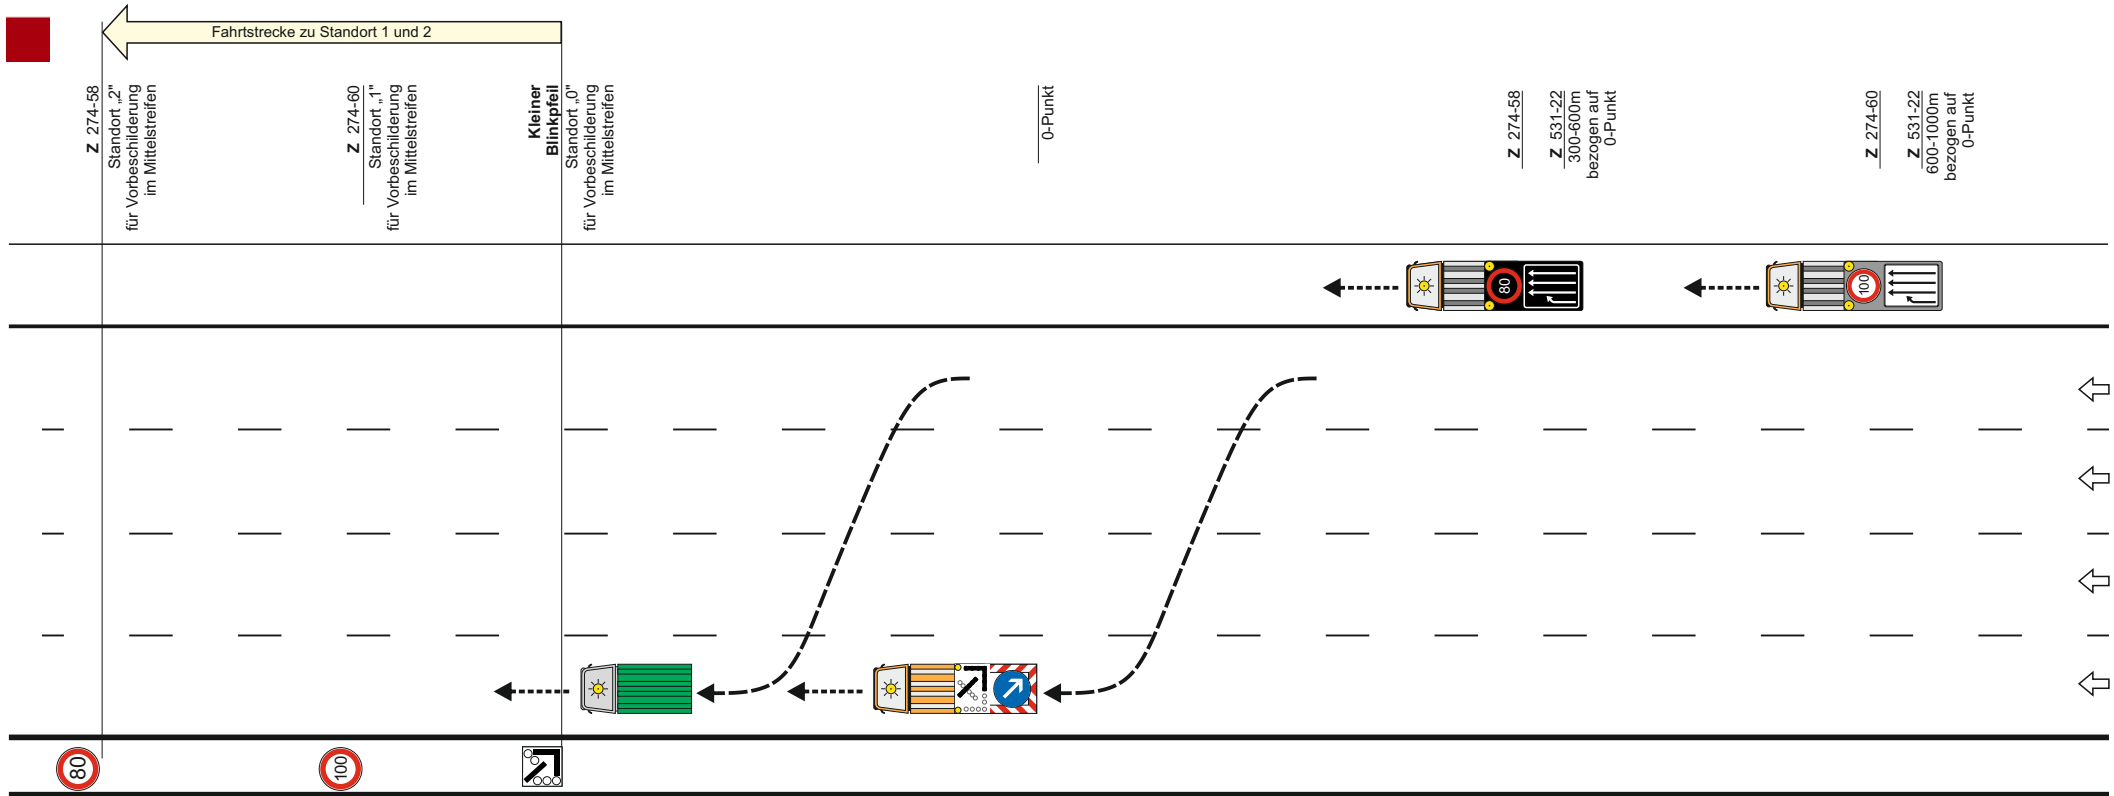 Fahrtstrecke zu Standort 1 und 2
Z 274-58
Standort „2"
für Vorbeschilderung
im Mittelstreifen
Z 274-60
Standort „1"
für Vorbeschilderung
im Mittelstreifen
Kleiner
Blinkpfeil
Standort „0"
für Vorbeschilderung
im Mittelstreifen
0-Punkt
Z 274-58
Z 531-22
300-600m
bezogen auf
0-Punkt
Z 274-60
Z 531-22
600-1000m
bezogen auf
0-Punkt
80
100
80
100